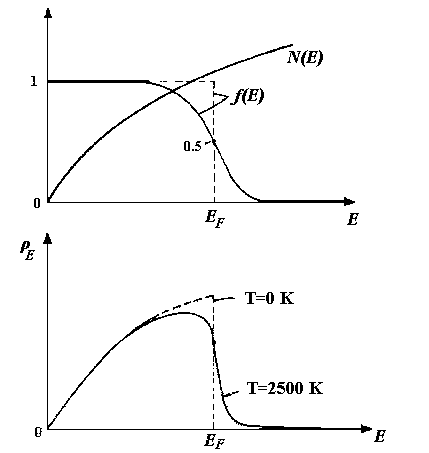 N(E)
1
f(E)
0.5
0
E_F
E
ρ_E
T=0 K
T=2500 K
0
E_F
E